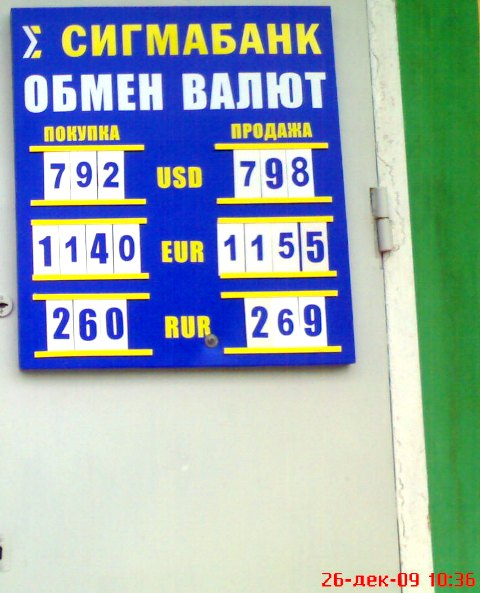 Σ СИГМАБАНК
ОБМЕН ВАЛЮТ
ПОКУПКА ПРОДАЖА
792 USD 798
1140 EUR 1155
260 RUR 269
26-дек-09 10:36